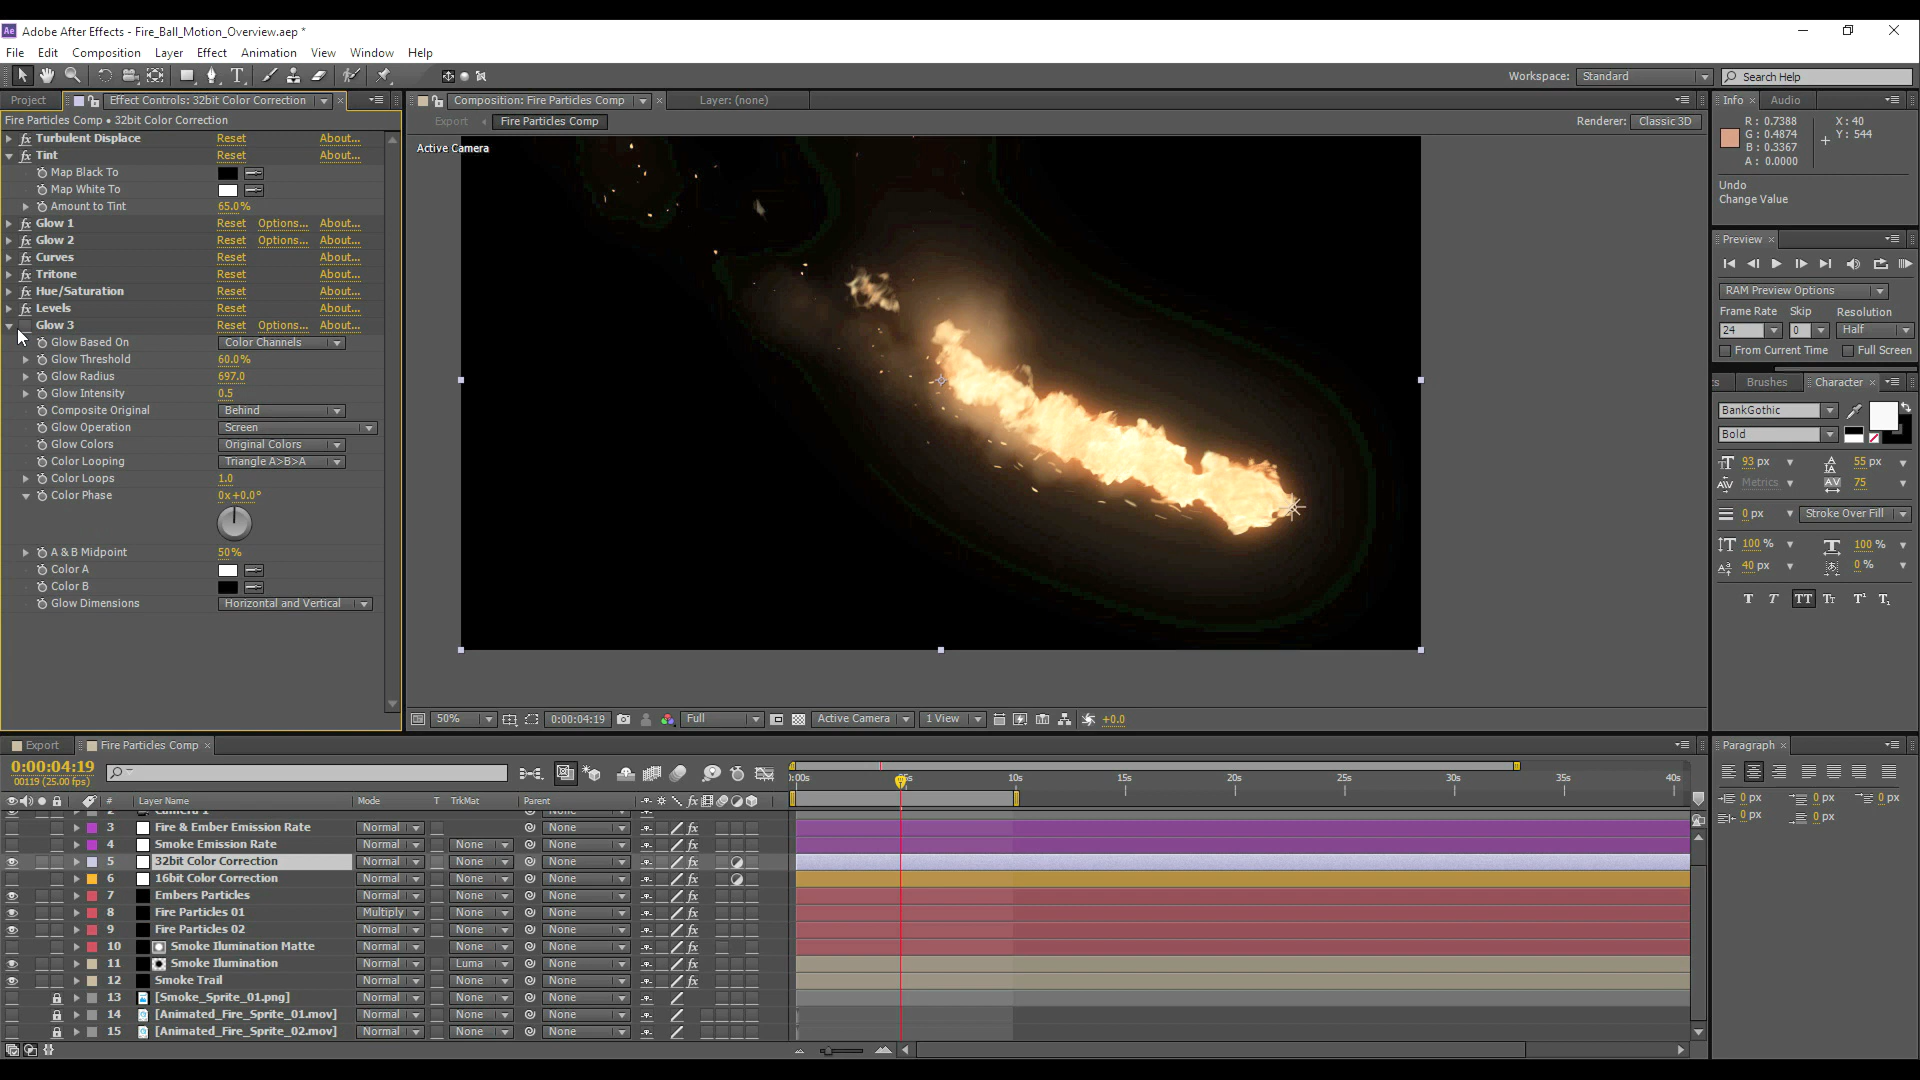 Ae Adobe After Effects - Fire_Ball_Motion_Overview.aep *
File Edit Composition Layer Effect Animation View Window Help
Workspace: Standard Search Help
Project Effect Controls: 32bit Color Correction
Fire Particles Comp • 32bit Color Correction
fx Turbulent Displace Reset About...
fx Tint Reset About...
Map Black To
Map White To
Amount to Tint 65.0%
fx Glow 1 Reset Options... About...
fx Glow 2 Reset Options... About...
fx Curves Reset About...
fx Tritone Reset About...
fx Hue/Saturation Reset About...
fx Levels Reset About...
Glow 3 Reset Options... About...
Glow Based On Color Channels
Glow Threshold 60.0%
Glow Radius 697.0
Glow Intensity 0.5
Composite Original Behind
Glow Operation Screen
Glow Colors Original Colors
Color Looping Triangle A>B>A
Color Loops 1.0
Color Phase 0x+0.0°
A & B Midpoint 50%
Color A
Color B
Glow Dimensions Horizontal and Vertical
Composition: Fire Particles Comp Layer: (none)
Export Fire Particles Comp Renderer: Classic 3D
Active Camera
50% 0:00:04:19 Full Active Camera 1 View +0.0
Info Audio
R: 0.7388 X: 40
G: 0.4874 Y: 544
B: 0.3367
A: 0.0000
Undo
Change Value
Preview
RAM Preview Options
Frame Rate Skip Resolution
24 0 Half
From Current Time Full Screen
Brushes Character
BankGothic
Bold
93 px 55 px
Metrics 75
0 px Stroke Over Fill
100 % 100 %
40 px 0 %
T T TT Tt T¹ T₁
Paragraph
0 px 0 px 0 px
0 px 0 px
Export Fire Particles Comp
0:00:04:19
00119 (25.00 fps)
):00s 5s 10s 15s 20s 25s 30s 35s 40s
# Layer Name Mode T TrkMat Parent
2 Camera 1 None
3 Fire & Ember Emission Rate Normal None
4 Smoke Emission Rate Normal None None
5 32bit Color Correction Normal None None
6 16bit Color Correction Normal None None
7 Embers Particles Normal None None
8 Fire Particles 01 Multiply None None
9 Fire Particles 02 Normal None None
10 Smoke Ilumination Matte Normal None None
11 Smoke Ilumination Normal Luma None
12 Smoke Trail Normal None None
13 [Smoke_Sprite_01.png] Normal None None
14 [Animated_Fire_Sprite_01.mov] Normal None None
15 [Animated_Fire_Sprite_02.mov] Normal None None